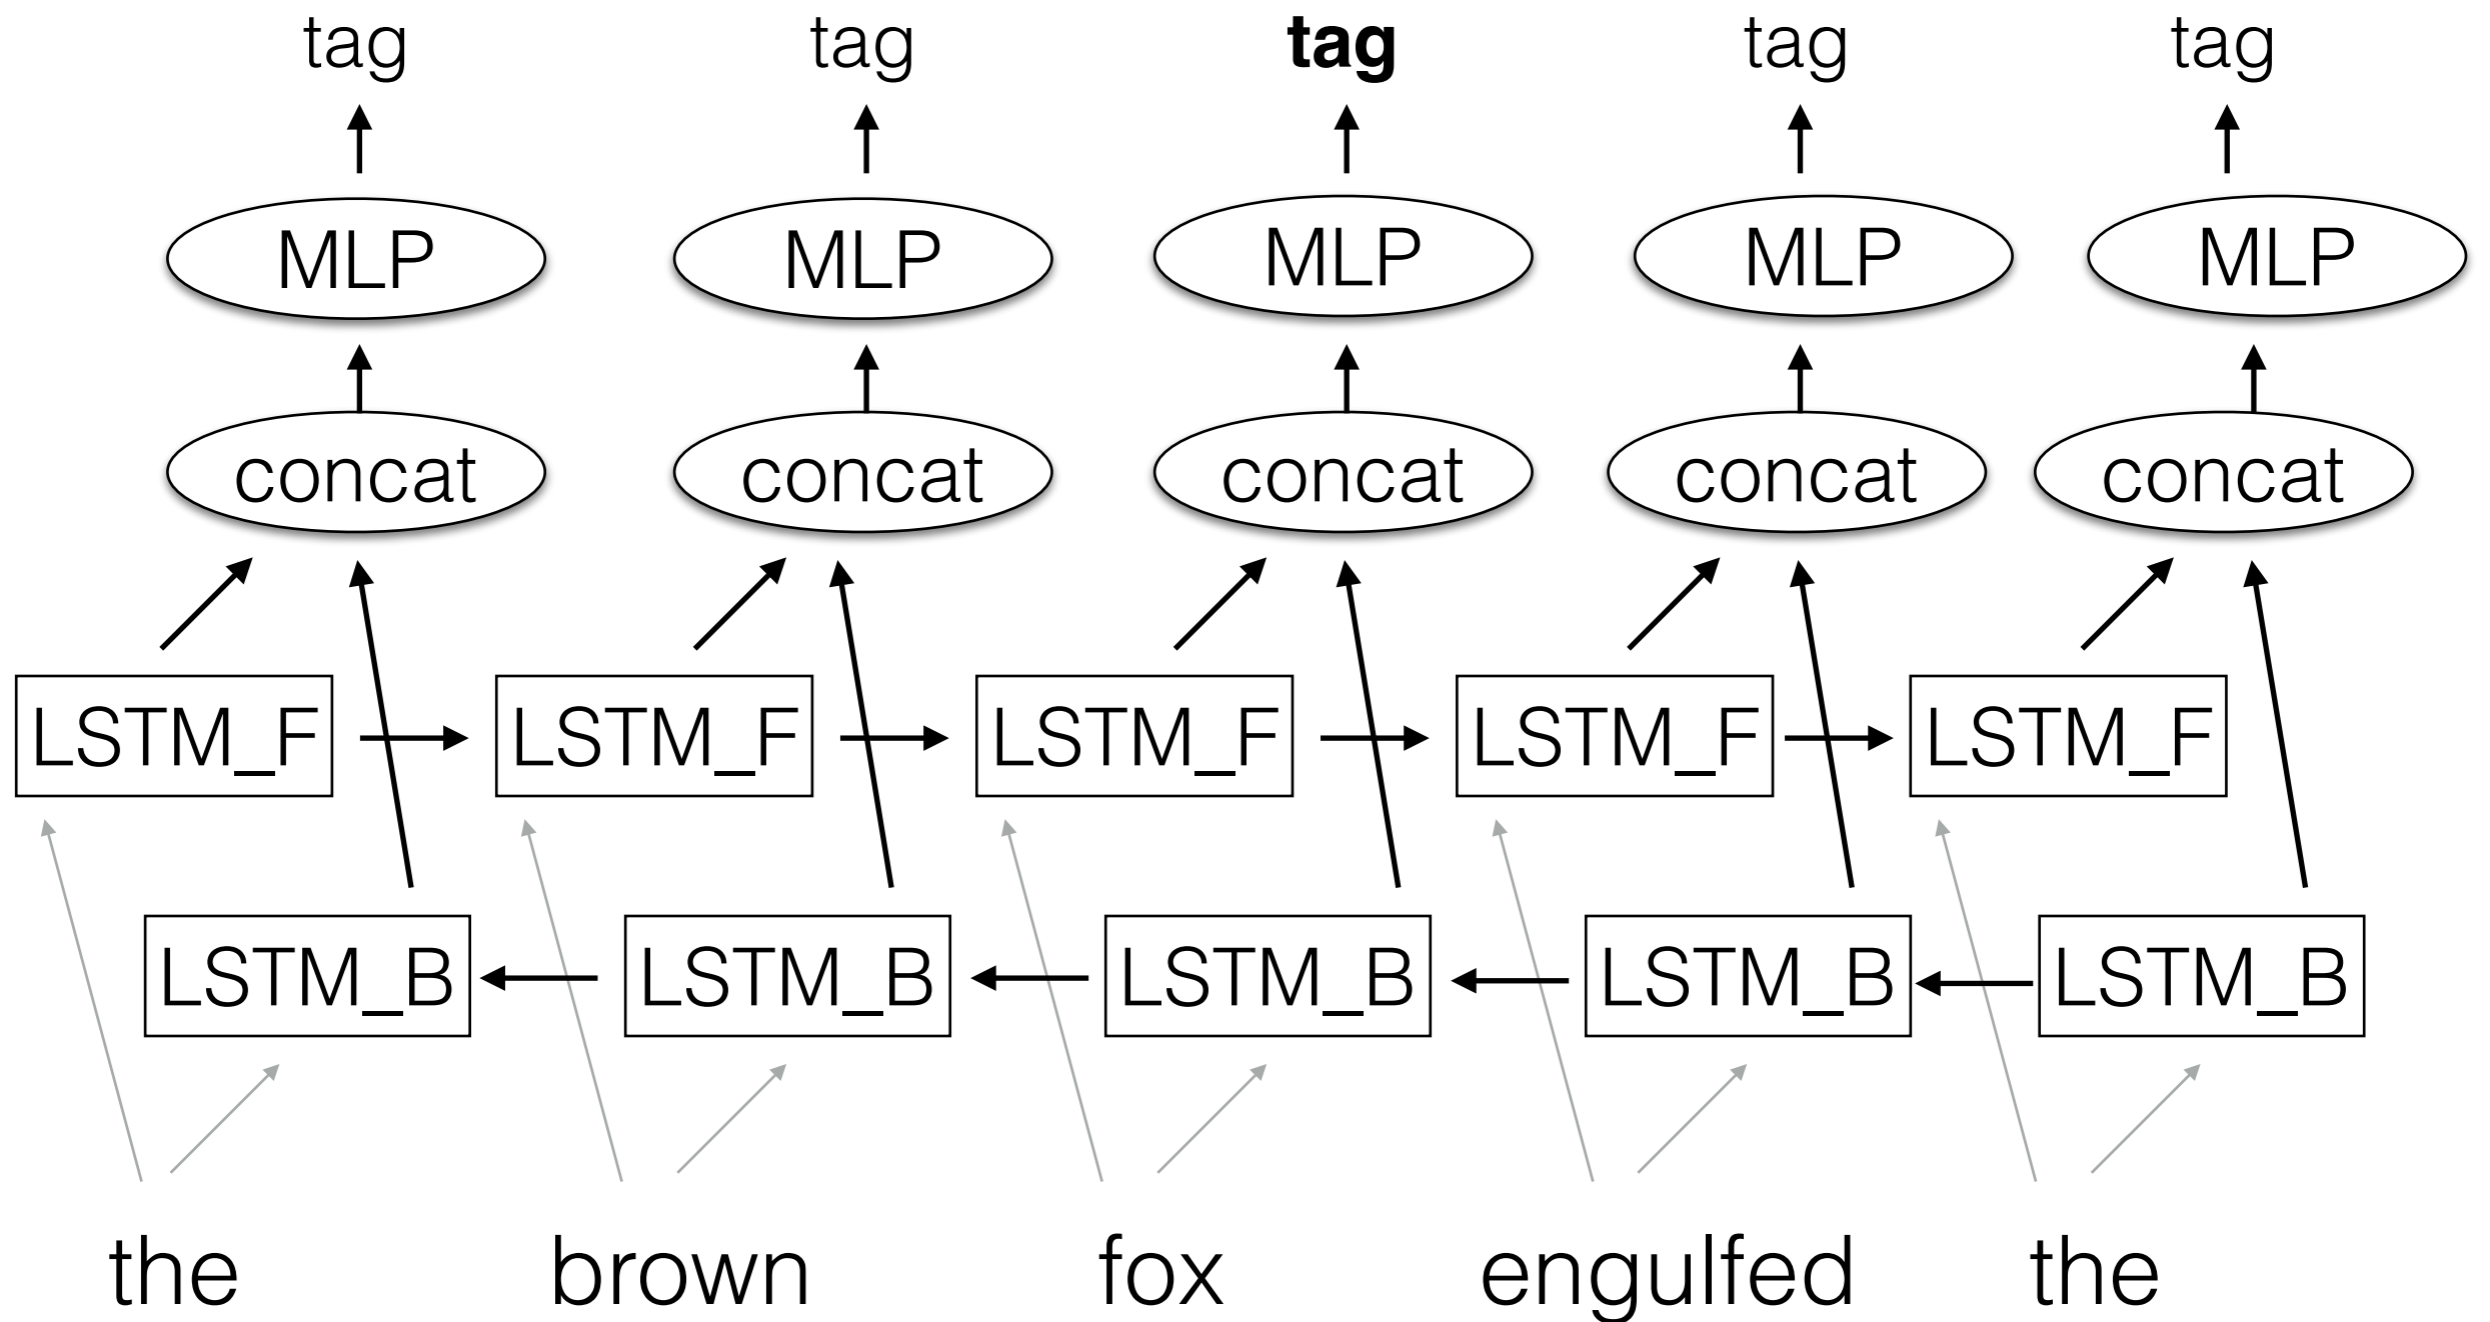 tag tag tag tag tag
MLP MLP MLP MLP MLP
concat concat concat concat concat
LSTM_F LSTM_F LSTM_F LSTM_F LSTM_F
LSTM_B LSTM_B LSTM_B LSTM_B LSTM_B
the brown fox engulfed the